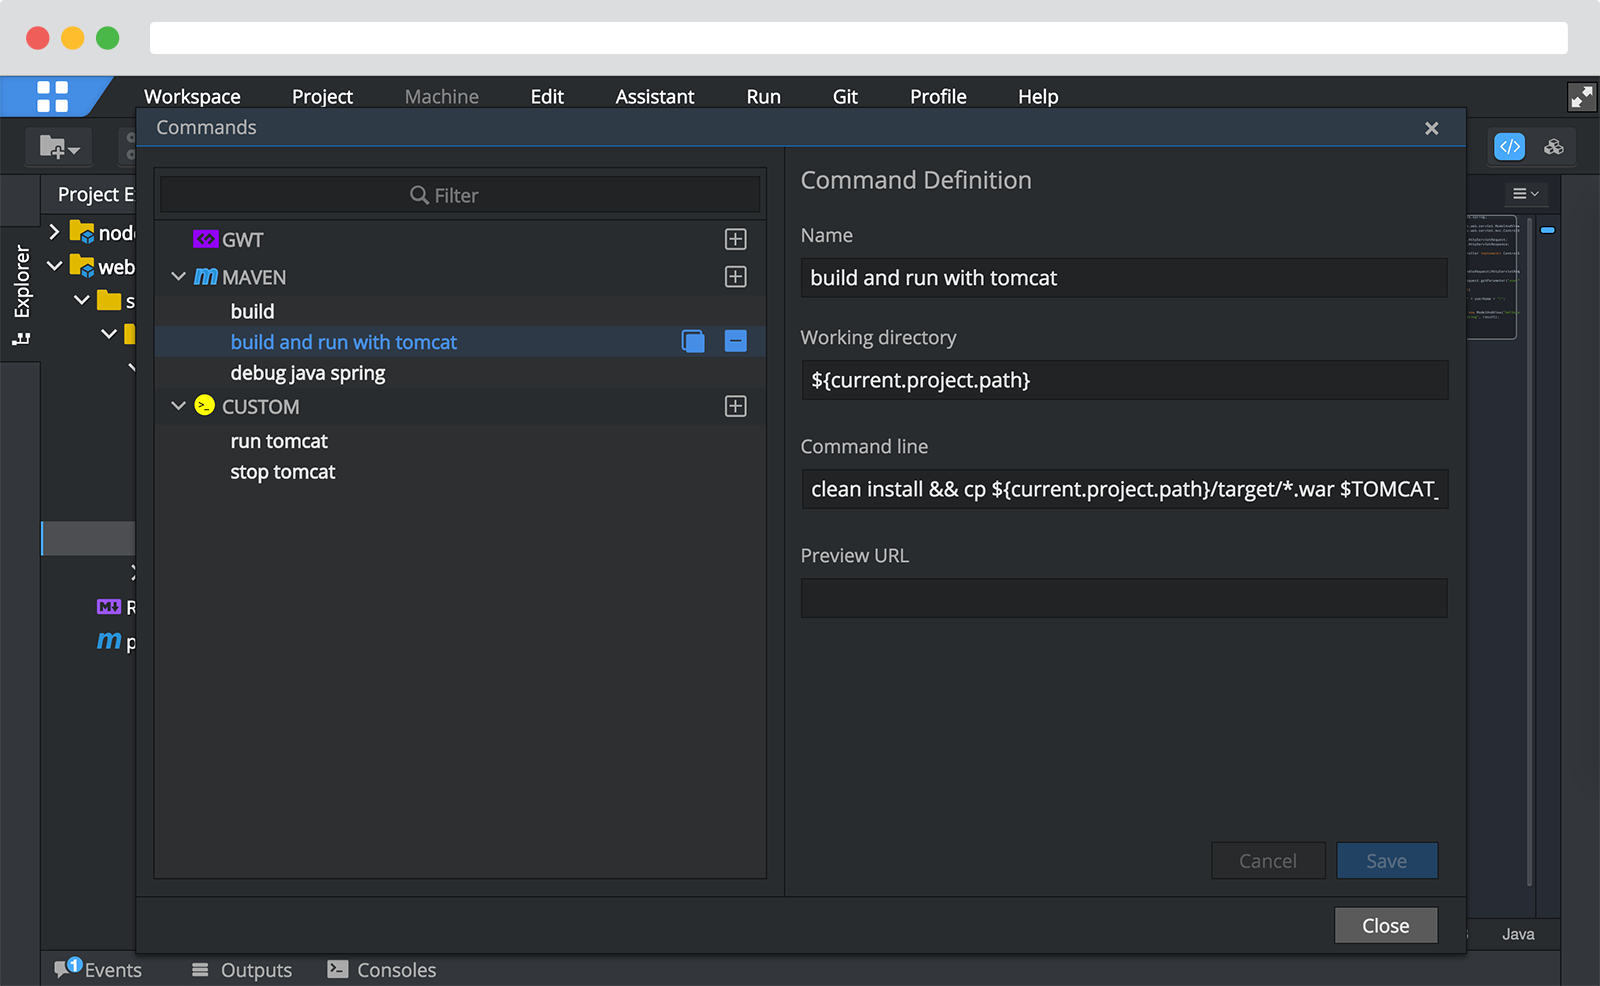 Workspace Project Machine Edit Assistant Run Git Profile Help
Commands
Project E
Explorer
node
web
s
R
p
Filter
GWT
MAVEN
build
build and run with tomcat
debug java spring
CUSTOM
run tomcat
stop tomcat
Command Definition
Name
build and run with tomcat
Working directory
${current.project.path}
Command line
clean install && cp ${current.project.path}/target/*.war $TOMCAT_
Preview URL
Cancel Save
Close
Java
1 Events Outputs Consoles